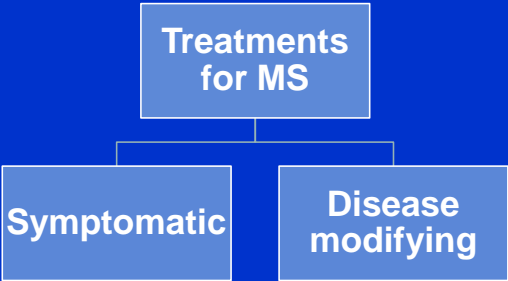 Treatments
for MS
Symptomatic
Disease
modifying